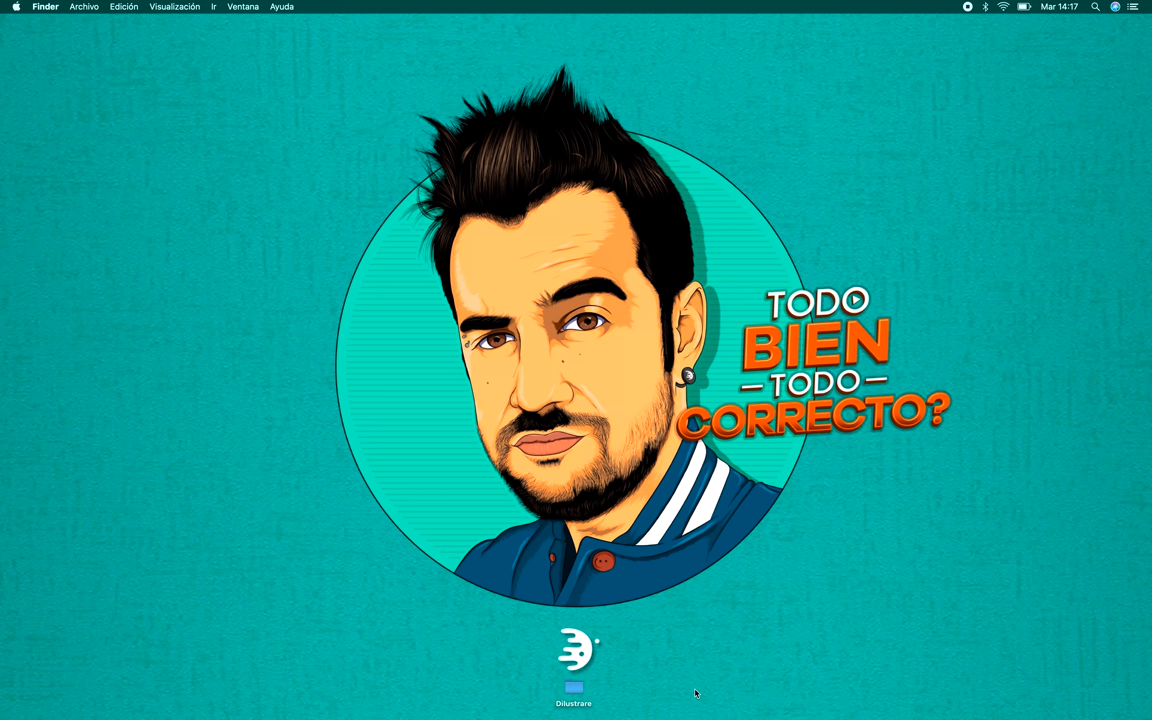 Finder Archivo Edición Visualización Ir Ventana Ayuda Mar 14:17
TODO
BIEN
TODO
CORRECTO?
Dilustrare